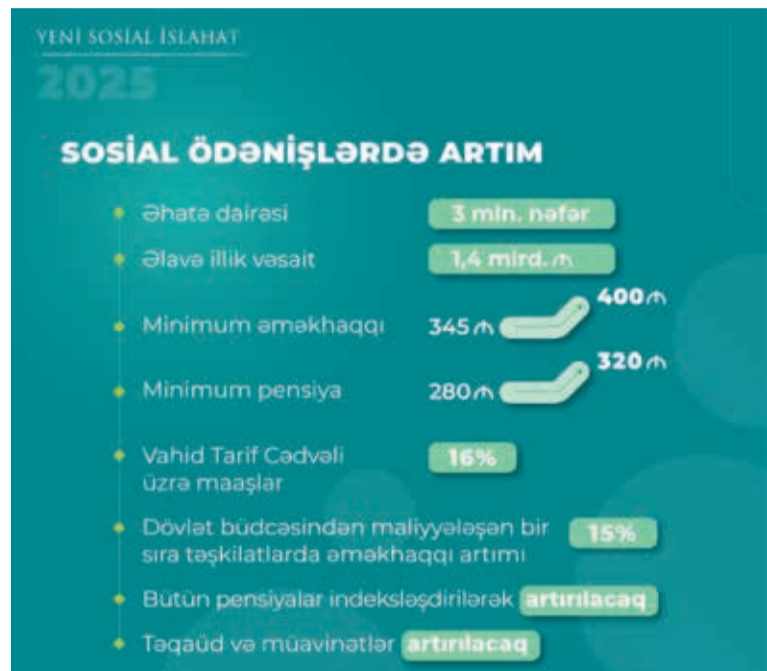 YENİ SOSİAL İSLAHAT
2025
SOSİAL ÖDƏNİŞLƏRDƏ ARTIM
Əhatə dairəsi 3 mln. nəfər
Əlavə illik vəsait 1,4 mlrd. ₼
Minimum əməkhaqqı 345 ₼ 400 ₼
Minimum pensiya 280 ₼ 320 ₼
Vahid Tarif Cədvəli 16%
üzrə maaşlar
Dövlət büdcəsindən maliyyələşən bir 15%
sıra təşkilatlarda əməkhaqqı artımı
Bütün pensiyalar indeksləşdirilərək artırılacaq
Təqaüd və müavinətlər artırılacaq